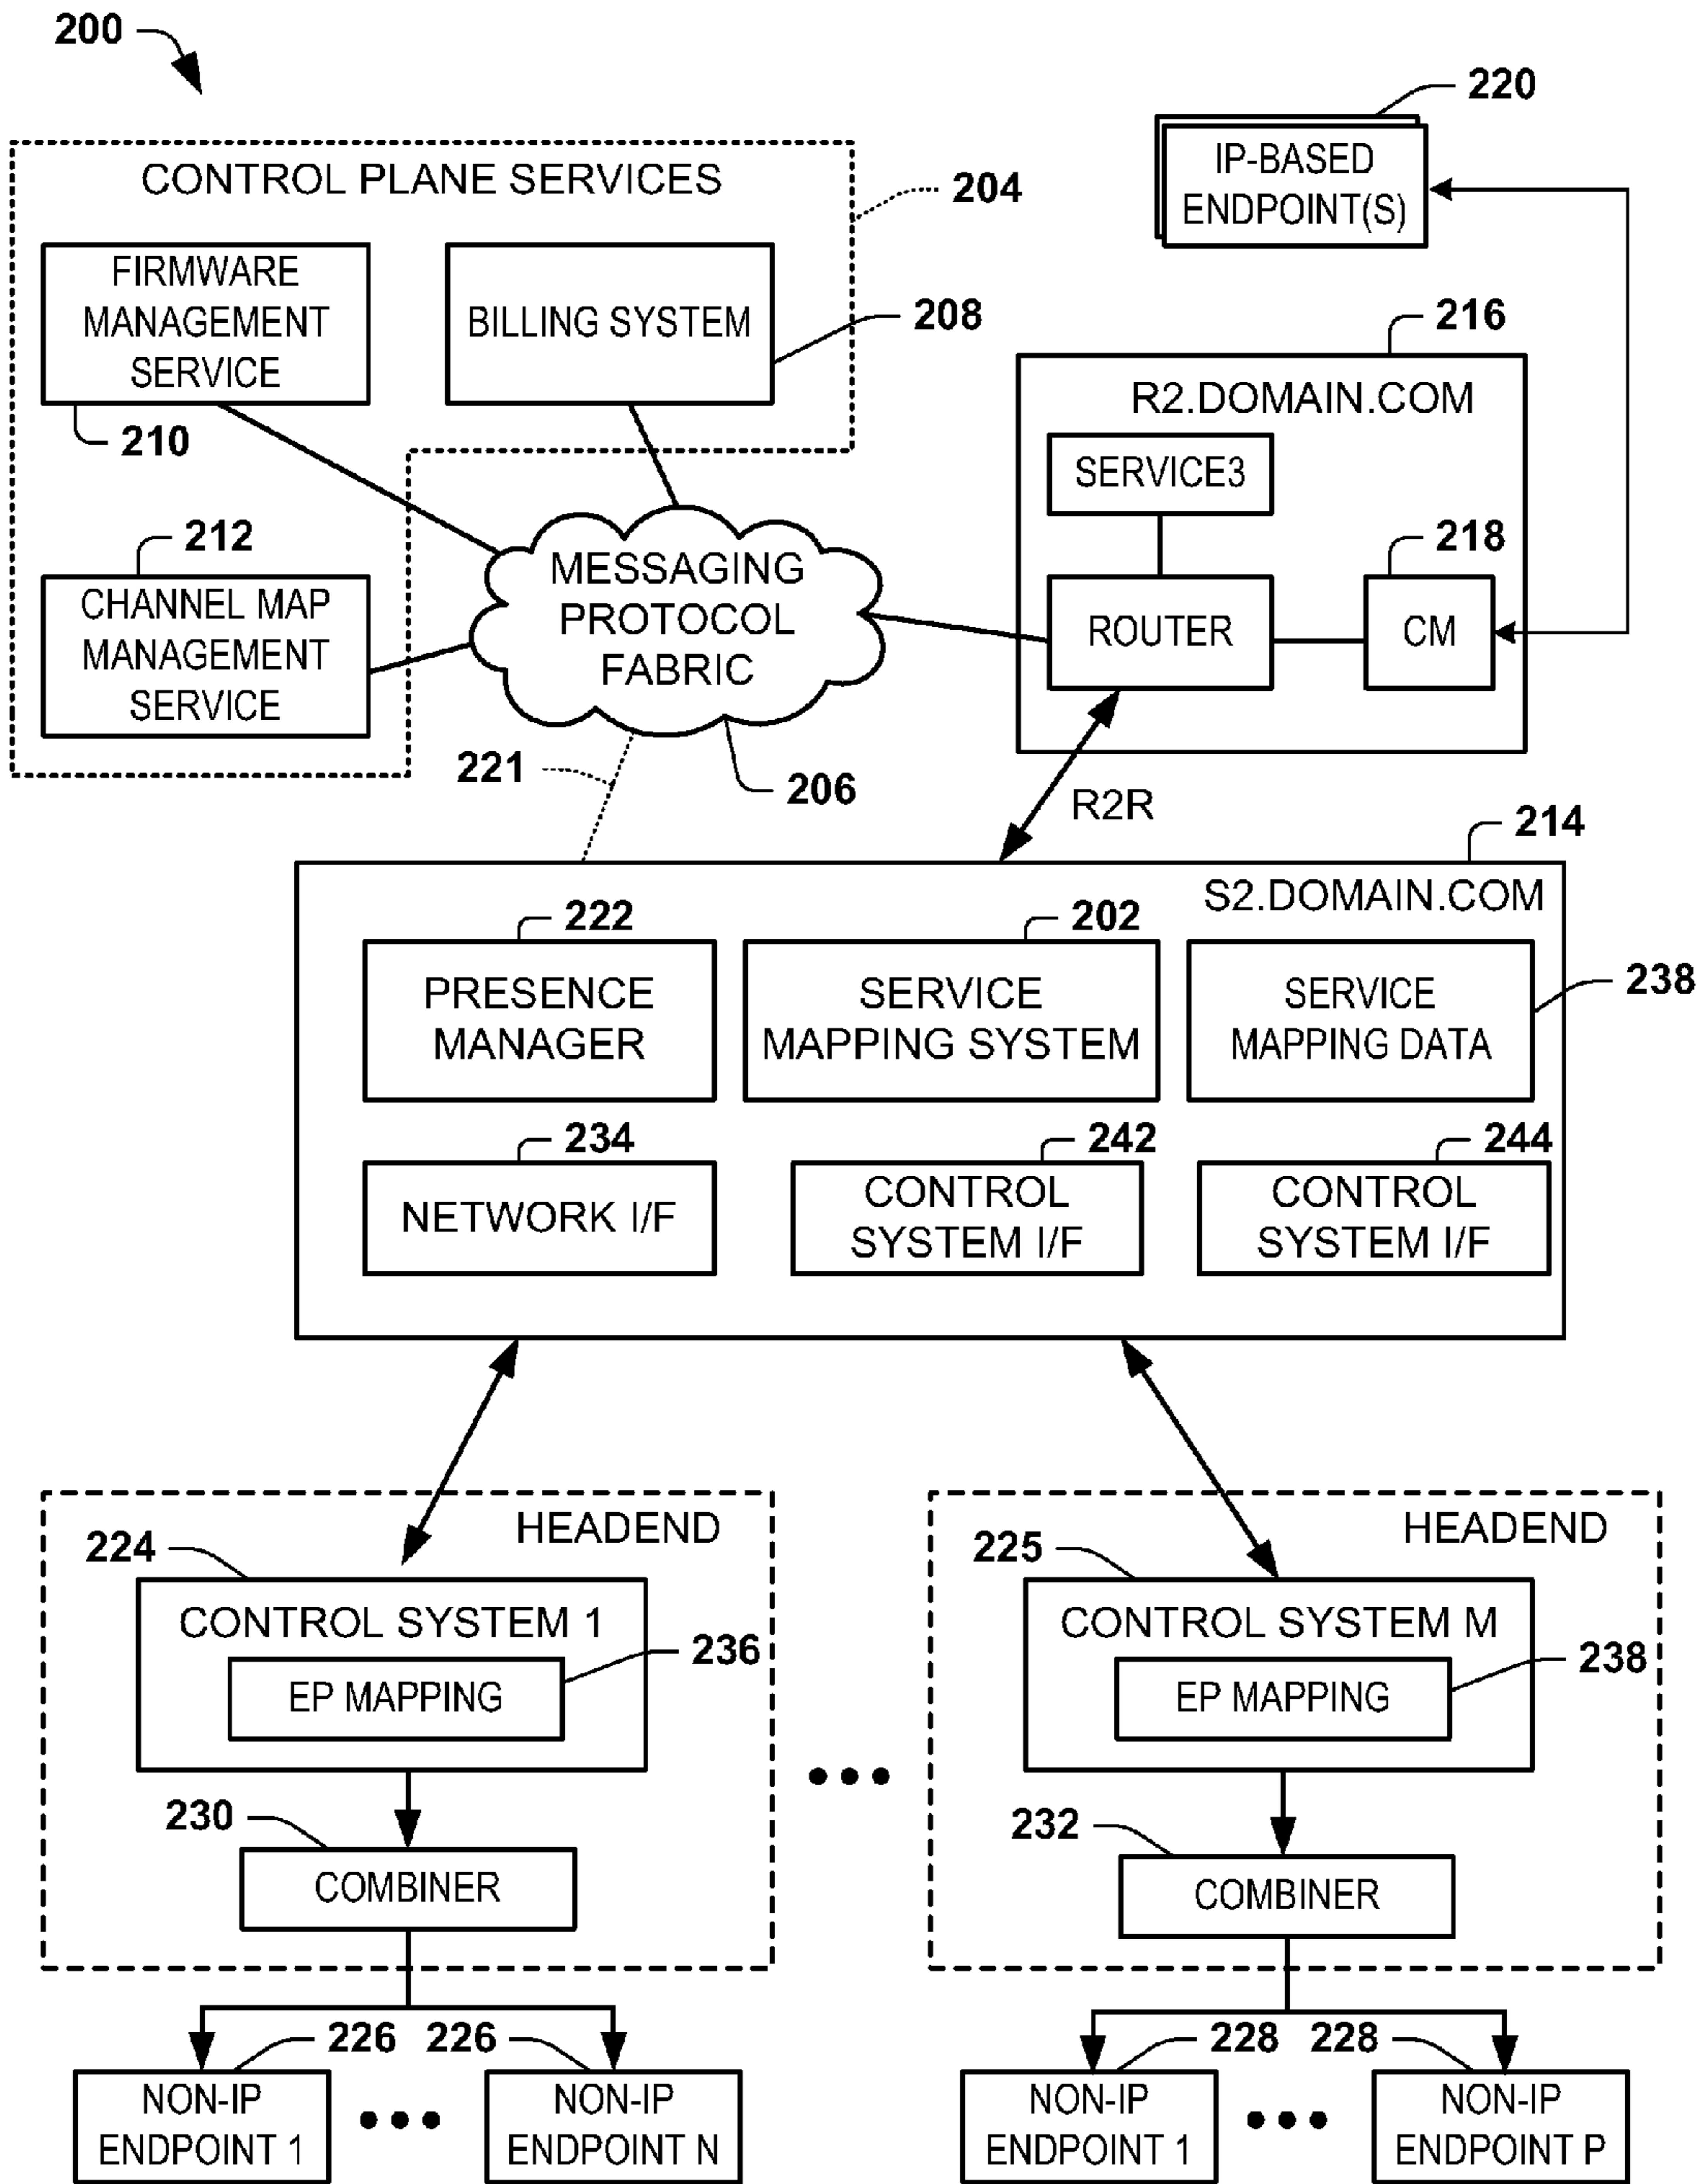 200
220
IP-BASED
ENDPOINT(S)
CONTROL PLANE SERVICES
204
FIRMWARE
MANAGEMENT
SERVICE
210
BILLING SYSTEM
208
216
R2.DOMAIN.COM
SERVICE3
218
ROUTER
CM
212
CHANNEL MAP
MANAGEMENT
SERVICE
MESSAGING
PROTOCOL
FABRIC
221
206
R2R
214
S2.DOMAIN.COM
222
PRESENCE
MANAGER
202
SERVICE
MAPPING SYSTEM
238
SERVICE
MAPPING DATA
234
NETWORK I/F
242
CONTROL
SYSTEM I/F
244
CONTROL
SYSTEM I/F
HEADEND
224
CONTROL SYSTEM 1
236
EP MAPPING
230
COMBINER
HEADEND
225
CONTROL SYSTEM M
238
EP MAPPING
232
COMBINER
226
NON-IP
ENDPOINT 1
226
NON-IP
ENDPOINT N
228
NON-IP
ENDPOINT 1
228
NON-IP
ENDPOINT P